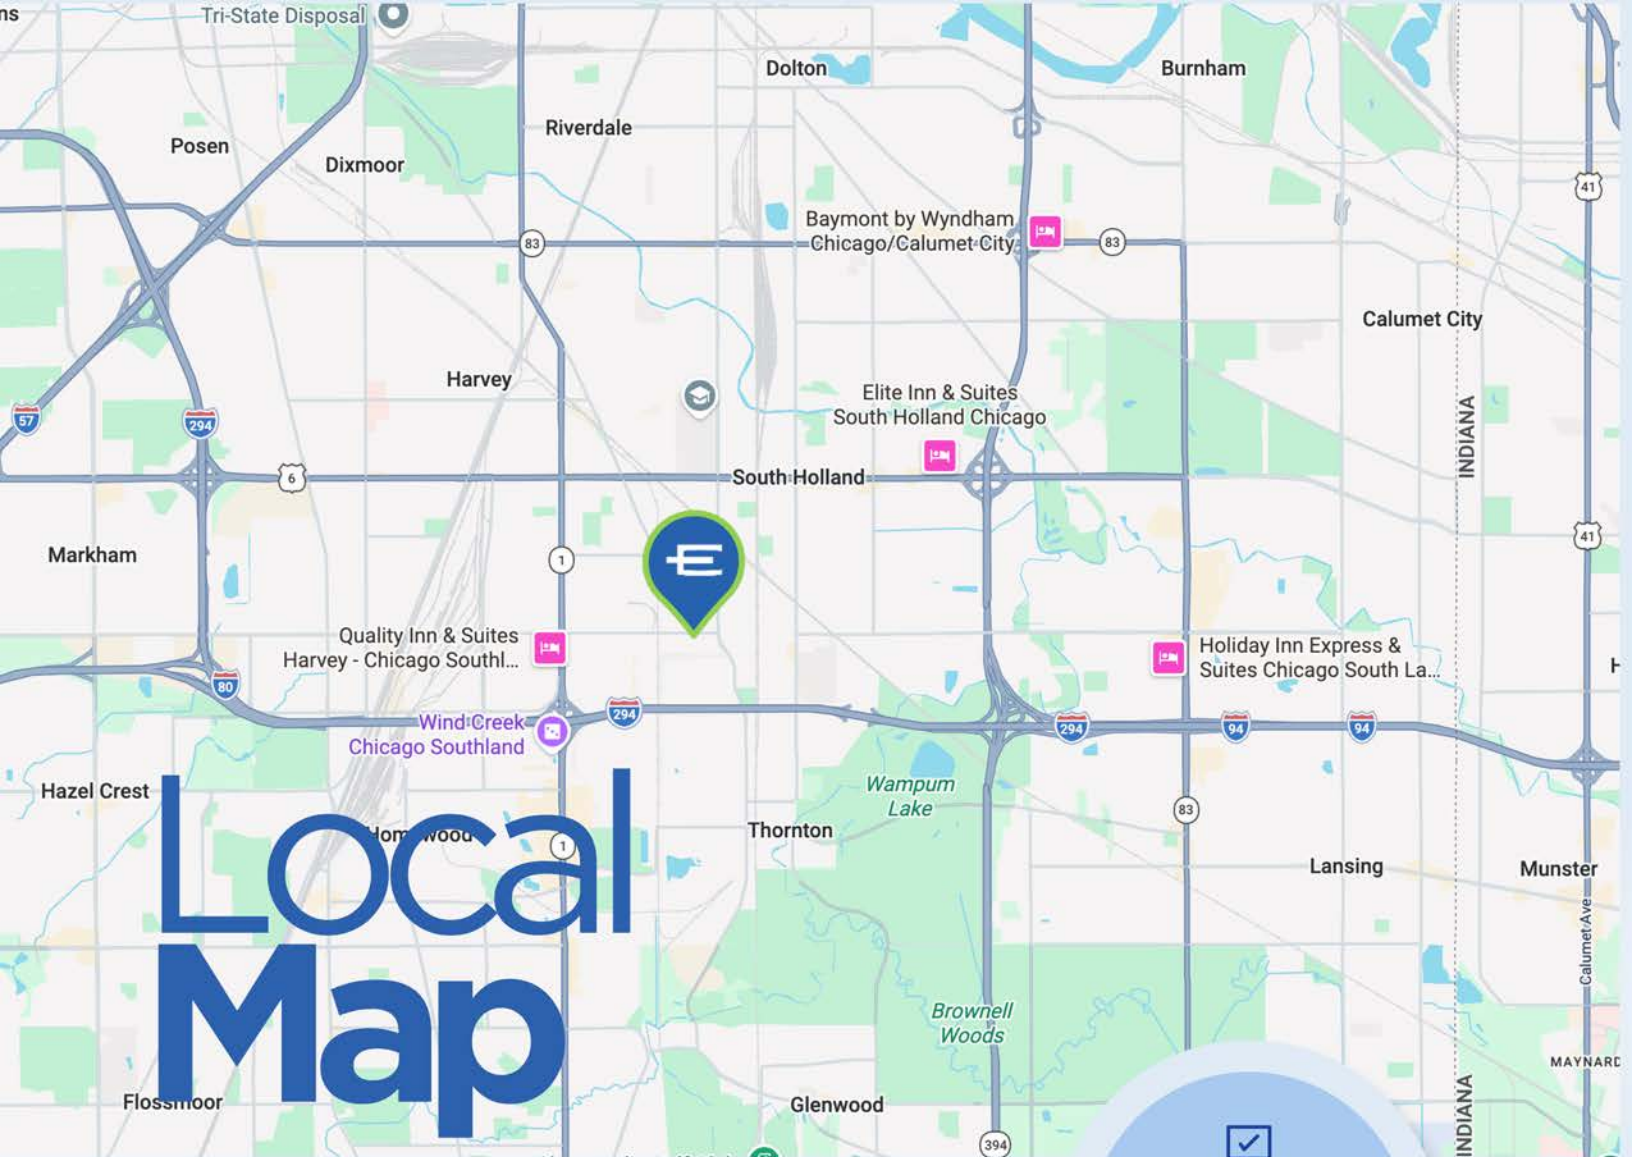 Tri-State Disposal
Dolton
Burnham
Riverdale
Posen
Dixmoor
41
Baymont by Wyndham
Chicago/Calumet City
83
83
Calumet City
Harvey
Elite Inn & Suites
South Holland Chicago
57
294
INDIANA
6
South Holland
41
Markham
1
Quality Inn & Suites
Harvey - Chicago Southl...
Holiday Inn Express &
Suites Chicago South La...
80
294
Wind Creek
Chicago Southland
294
94
94
Hazel Crest
Wampum
Lake
83
Homewood
Thornton
1
Lansing
Munster
Local
Map
Calumet Ave
Brownell
Woods
MAYNARD
Flossmoor
Glenwood
INDIANA
394